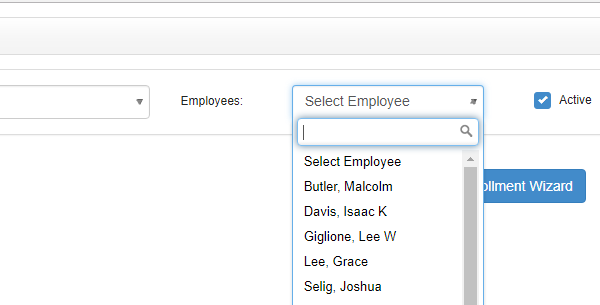 Employees:
Select Employee
Active
Select Employee
Butler, Malcolm
Davis, Isaac K
ollment Wizard
Giglione, Lee W
Lee, Grace
Selig, Joshua